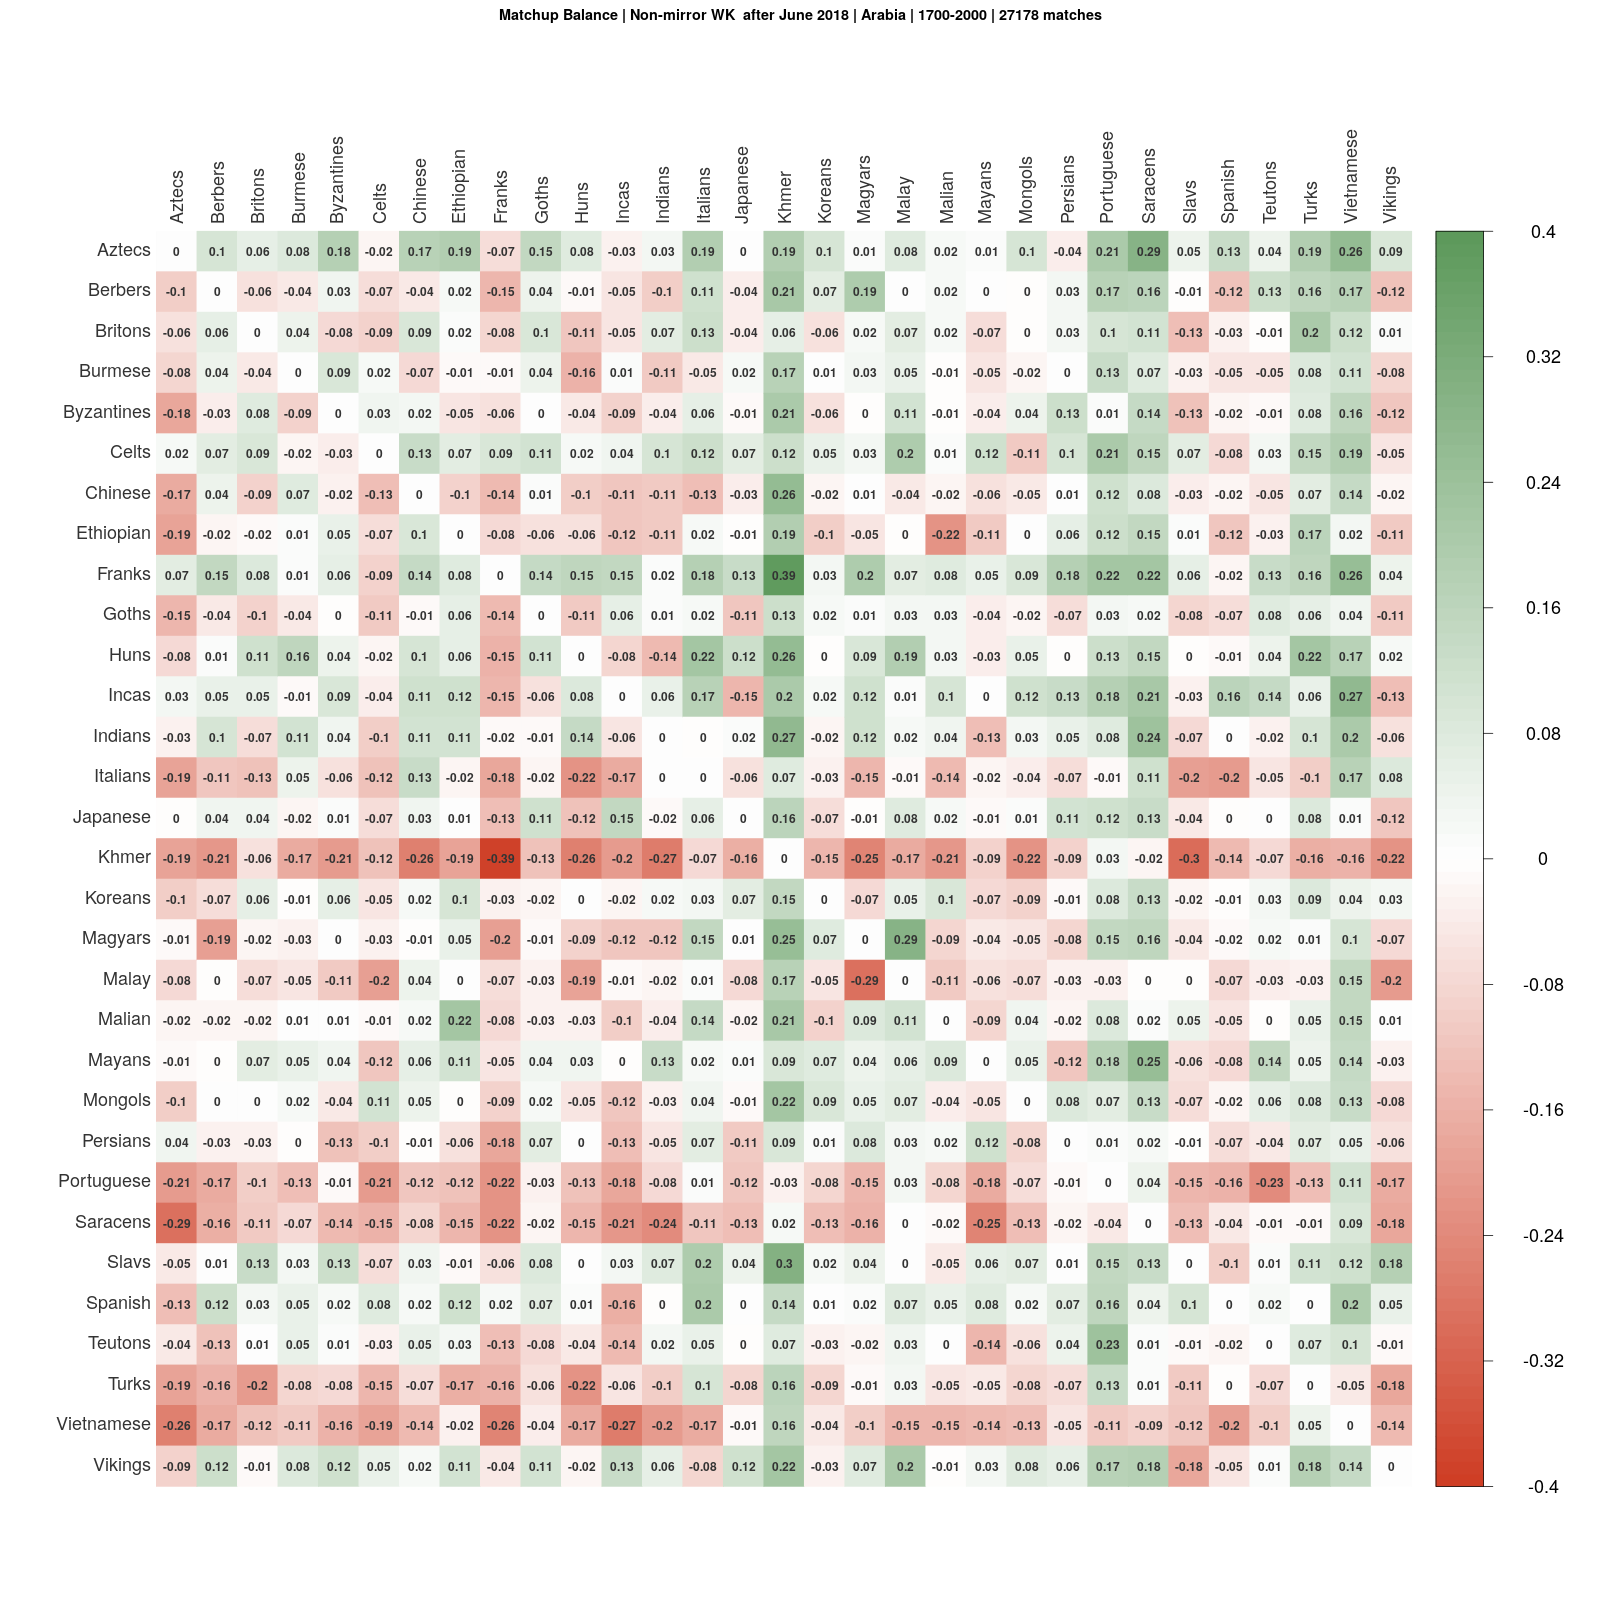 Matchup Balance | Non-mirror WK  after June 2018 | Arabia | 1700-2000 | 27178 matches
Aztecs Berbers Britons Burmese Byzantines Celts Chinese Ethiopian Franks Goths Huns Incas Indians Italians Japanese Khmer Koreans Magyars Malay Malian Mayans Mongols Persians Portuguese Saracens Slavs Spanish Teutons Turks Vietnamese Vikings
Aztecs 0 0.1 0.06 0.08 0.18 -0.02 0.17 0.19 -0.07 0.15 0.08 -0.03 0.03 0.19 0 0.19 0.1 0.01 0.08 0.02 0.01 0.1 -0.04 0.21 0.29 0.05 0.13 0.04 0.19 0.26 0.09 0.4
Berbers -0.1 0 -0.06 -0.04 0.03 -0.07 -0.04 0.02 -0.15 0.04 -0.01 -0.05 -0.1 0.11 -0.04 0.21 0.07 0.19 0 0.02 0 0 0.03 0.17 0.16 -0.01 -0.12 0.13 0.16 0.17 -0.12
Britons -0.06 0.06 0 0.04 -0.08 -0.09 0.09 0.02 -0.08 0.1 -0.11 -0.05 0.07 0.13 -0.04 0.06 -0.06 0.02 0.07 0.02 -0.07 0 0.03 0.1 0.11 -0.13 -0.03 -0.01 0.2 0.12 0.01
0.32
Burmese -0.08 0.04 -0.04 0 0.09 0.02 -0.07 -0.01 -0.01 0.04 -0.16 0.01 -0.11 -0.05 0.02 0.17 0.01 0.03 0.05 -0.01 -0.05 -0.02 0 0.13 0.07 -0.03 -0.05 -0.05 0.08 0.11 -0.08
Byzantines -0.18 -0.03 0.08 -0.09 0 0.03 0.02 -0.05 -0.06 0 -0.04 -0.09 -0.04 0.06 -0.01 0.21 -0.06 0 0.11 -0.01 -0.04 0.04 0.13 0.01 0.14 -0.13 -0.02 -0.01 0.08 0.16 -0.12
Celts 0.02 0.07 0.09 -0.02 -0.03 0 0.13 0.07 0.09 0.11 0.02 0.04 0.1 0.12 0.07 0.12 0.05 0.03 0.2 0.01 0.12 -0.11 0.1 0.21 0.15 0.07 -0.08 0.03 0.15 0.19 -0.05
0.24
Chinese -0.17 0.04 -0.09 0.07 -0.02 -0.13 0 -0.1 -0.14 0.01 -0.1 -0.11 -0.11 -0.13 -0.03 0.26 -0.02 0.01 -0.04 -0.02 -0.06 -0.05 0.01 0.12 0.08 -0.03 -0.02 -0.05 0.07 0.14 -0.02
Ethiopian -0.19 -0.02 -0.02 0.01 0.05 -0.07 0.1 0 -0.08 -0.06 -0.06 -0.12 -0.11 0.02 -0.01 0.19 -0.1 -0.05 0 -0.22 -0.11 0 0.06 0.12 0.15 0.01 -0.12 -0.03 0.17 0.02 -0.11
Franks 0.07 0.15 0.08 0.01 0.06 -0.09 0.14 0.08 0 0.14 0.15 0.15 0.02 0.18 0.13 0.39 0.03 0.2 0.07 0.08 0.05 0.09 0.18 0.22 0.22 0.06 -0.02 0.13 0.16 0.26 0.04
0.16
Goths -0.15 -0.04 -0.1 -0.04 0 -0.11 -0.01 0.06 -0.14 0 -0.11 0.06 0.01 0.02 -0.11 0.13 0.02 0.01 0.03 0.03 -0.04 -0.02 -0.07 0.03 0.02 -0.08 -0.07 0.08 0.06 0.04 -0.11
Huns -0.08 0.01 0.11 0.16 0.04 -0.02 0.1 0.06 -0.15 0.11 0 -0.08 -0.14 0.22 0.12 0.26 0 0.09 0.19 0.03 -0.03 0.05 0 0.13 0.15 0 -0.01 0.04 0.22 0.17 0.02
Incas 0.03 0.05 0.05 -0.01 0.09 -0.04 0.11 0.12 -0.15 -0.06 0.08 0 0.06 0.17 -0.15 0.2 0.02 0.12 0.01 0.1 0 0.12 0.13 0.18 0.21 -0.03 0.16 0.14 0.06 0.27 -0.13
Indians -0.03 0.1 -0.07 0.11 0.04 -0.1 0.11 0.11 -0.02 -0.01 0.14 -0.06 0 0 0.02 0.27 -0.02 0.12 0.02 0.04 -0.13 0.03 0.05 0.08 0.24 -0.07 0 -0.02 0.1 0.2 -0.06 0.08
Italians -0.19 -0.11 -0.13 0.05 -0.06 -0.12 0.13 -0.02 -0.18 -0.02 -0.22 -0.17 0 0 -0.06 0.07 -0.03 -0.15 -0.01 -0.14 -0.02 -0.04 -0.07 -0.01 0.11 -0.2 -0.2 -0.05 -0.1 0.17 0.08
Japanese 0 0.04 0.04 -0.02 0.01 -0.07 0.03 0.01 -0.13 0.11 -0.12 0.15 -0.02 0.06 0 0.16 -0.07 -0.01 0.08 0.02 -0.01 0.01 0.11 0.12 0.13 -0.04 0 0 0.08 0.01 -0.12
Khmer -0.19 -0.21 -0.06 -0.17 -0.21 -0.12 -0.26 -0.19 -0.39 -0.13 -0.26 -0.2 -0.27 -0.07 -0.16 0 -0.15 -0.25 -0.17 -0.21 -0.09 -0.22 -0.09 0.03 -0.02 -0.3 -0.14 -0.07 -0.16 -0.16 -0.22 0
Koreans -0.1 -0.07 0.06 -0.01 0.06 -0.05 0.02 0.1 -0.03 -0.02 0 -0.02 0.02 0.03 0.07 0.15 0 -0.07 0.05 0.1 -0.07 -0.09 -0.01 0.08 0.13 -0.02 -0.01 0.03 0.09 0.04 0.03
Magyars -0.01 -0.19 -0.02 -0.03 0 -0.03 -0.01 0.05 -0.2 -0.01 -0.09 -0.12 -0.12 0.15 0.01 0.25 0.07 0 0.29 -0.09 -0.04 -0.05 -0.08 0.15 0.16 -0.04 -0.02 0.02 0.01 0.1 -0.07
Malay -0.08 0 -0.07 -0.05 -0.11 -0.2 0.04 0 -0.07 -0.03 -0.19 -0.01 -0.02 0.01 -0.08 0.17 -0.05 -0.29 0 -0.11 -0.06 -0.07 -0.03 -0.03 0 0 -0.07 -0.03 -0.03 0.15 -0.2 -0.08
Malian -0.02 -0.02 -0.02 0.01 0.01 -0.01 0.02 0.22 -0.08 -0.03 -0.03 -0.1 -0.04 0.14 -0.02 0.21 -0.1 0.09 0.11 0 -0.09 0.04 -0.02 0.08 0.02 0.05 -0.05 0 0.05 0.15 0.01
Mayans -0.01 0 0.07 0.05 0.04 -0.12 0.06 0.11 -0.05 0.04 0.03 0 0.13 0.02 0.01 0.09 0.07 0.04 0.06 0.09 0 0.05 -0.12 0.18 0.25 -0.06 -0.08 0.14 0.05 0.14 -0.03
Mongols -0.1 0 0 0.02 -0.04 0.11 0.05 0 -0.09 0.02 -0.05 -0.12 -0.03 0.04 -0.01 0.22 0.09 0.05 0.07 -0.04 -0.05 0 0.08 0.07 0.13 -0.07 -0.02 0.06 0.08 0.13 -0.08 -0.16
Persians 0.04 -0.03 -0.03 0 -0.13 -0.1 -0.01 -0.06 -0.18 0.07 0 -0.13 -0.05 0.07 -0.11 0.09 0.01 0.08 0.03 0.02 0.12 -0.08 0 0.01 0.02 -0.01 -0.07 -0.04 0.07 0.05 -0.06
Portuguese -0.21 -0.17 -0.1 -0.13 -0.01 -0.21 -0.12 -0.12 -0.22 -0.03 -0.13 -0.18 -0.08 0.01 -0.12 -0.03 -0.08 -0.15 0.03 -0.08 -0.18 -0.07 -0.01 0 0.04 -0.15 -0.16 -0.23 -0.13 0.11 -0.17
Saracens -0.29 -0.16 -0.11 -0.07 -0.14 -0.15 -0.08 -0.15 -0.22 -0.02 -0.15 -0.21 -0.24 -0.11 -0.13 0.02 -0.13 -0.16 0 -0.02 -0.25 -0.13 -0.02 -0.04 0 -0.13 -0.04 -0.01 -0.01 0.09 -0.18
-0.24
Slavs -0.05 0.01 0.13 0.03 0.13 -0.07 0.03 -0.01 -0.06 0.08 0 0.03 0.07 0.2 0.04 0.3 0.02 0.04 0 -0.05 0.06 0.07 0.01 0.15 0.13 0 -0.1 0.01 0.11 0.12 0.18
Spanish -0.13 0.12 0.03 0.05 0.02 0.08 0.02 0.12 0.02 0.07 0.01 -0.16 0 0.2 0 0.14 0.01 0.02 0.07 0.05 0.08 0.02 0.07 0.16 0.04 0.1 0 0.02 0 0.2 0.05
Teutons -0.04 -0.13 0.01 0.05 0.01 -0.03 0.05 0.03 -0.13 -0.08 -0.04 -0.14 0.02 0.05 0 0.07 -0.03 -0.02 0.03 0 -0.14 -0.06 0.04 0.23 0.01 -0.01 -0.02 0 0.07 0.1 -0.01
-0.32
Turks -0.19 -0.16 -0.2 -0.08 -0.08 -0.15 -0.07 -0.17 -0.16 -0.06 -0.22 -0.06 -0.1 0.1 -0.08 0.16 -0.09 -0.01 0.03 -0.05 -0.05 -0.08 -0.07 0.13 0.01 -0.11 0 -0.07 0 -0.05 -0.18
Vietnamese -0.26 -0.17 -0.12 -0.11 -0.16 -0.19 -0.14 -0.02 -0.26 -0.04 -0.17 -0.27 -0.2 -0.17 -0.01 0.16 -0.04 -0.1 -0.15 -0.15 -0.14 -0.13 -0.05 -0.11 -0.09 -0.12 -0.2 -0.1 0.05 0 -0.14
Vikings -0.09 0.12 -0.01 0.08 0.12 0.05 0.02 0.11 -0.04 0.11 -0.02 0.13 0.06 -0.08 0.12 0.22 -0.03 0.07 0.2 -0.01 0.03 0.08 0.06 0.17 0.18 -0.18 -0.05 0.01 0.18 0.14 0
-0.4